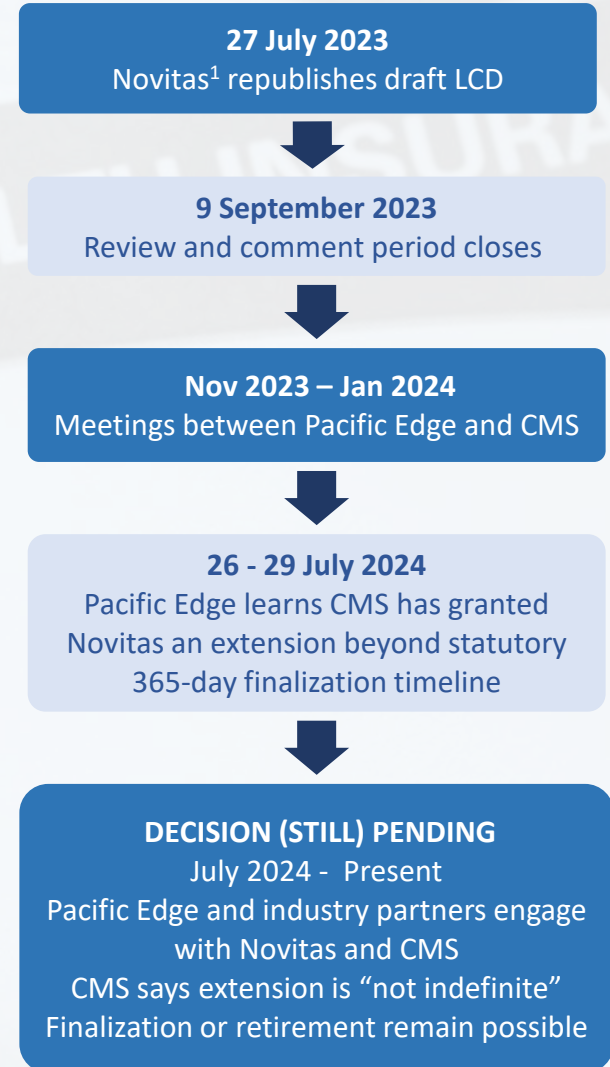 27 July 2023
Novitas¹ republishes draft LCD
9 September 2023
Review and comment period closes
Nov 2023 – Jan 2024
Meetings between Pacific Edge and CMS
26 - 29 July 2024
Pacific Edge learns CMS has granted
Novitas an extension beyond statutory
365-day finalization timeline
DECISION (STILL) PENDING
July 2024 -  Present
Pacific Edge and industry partners engage
with Novitas and CMS
CMS says extension is “not indefinite”
Finalization or retirement remain possible